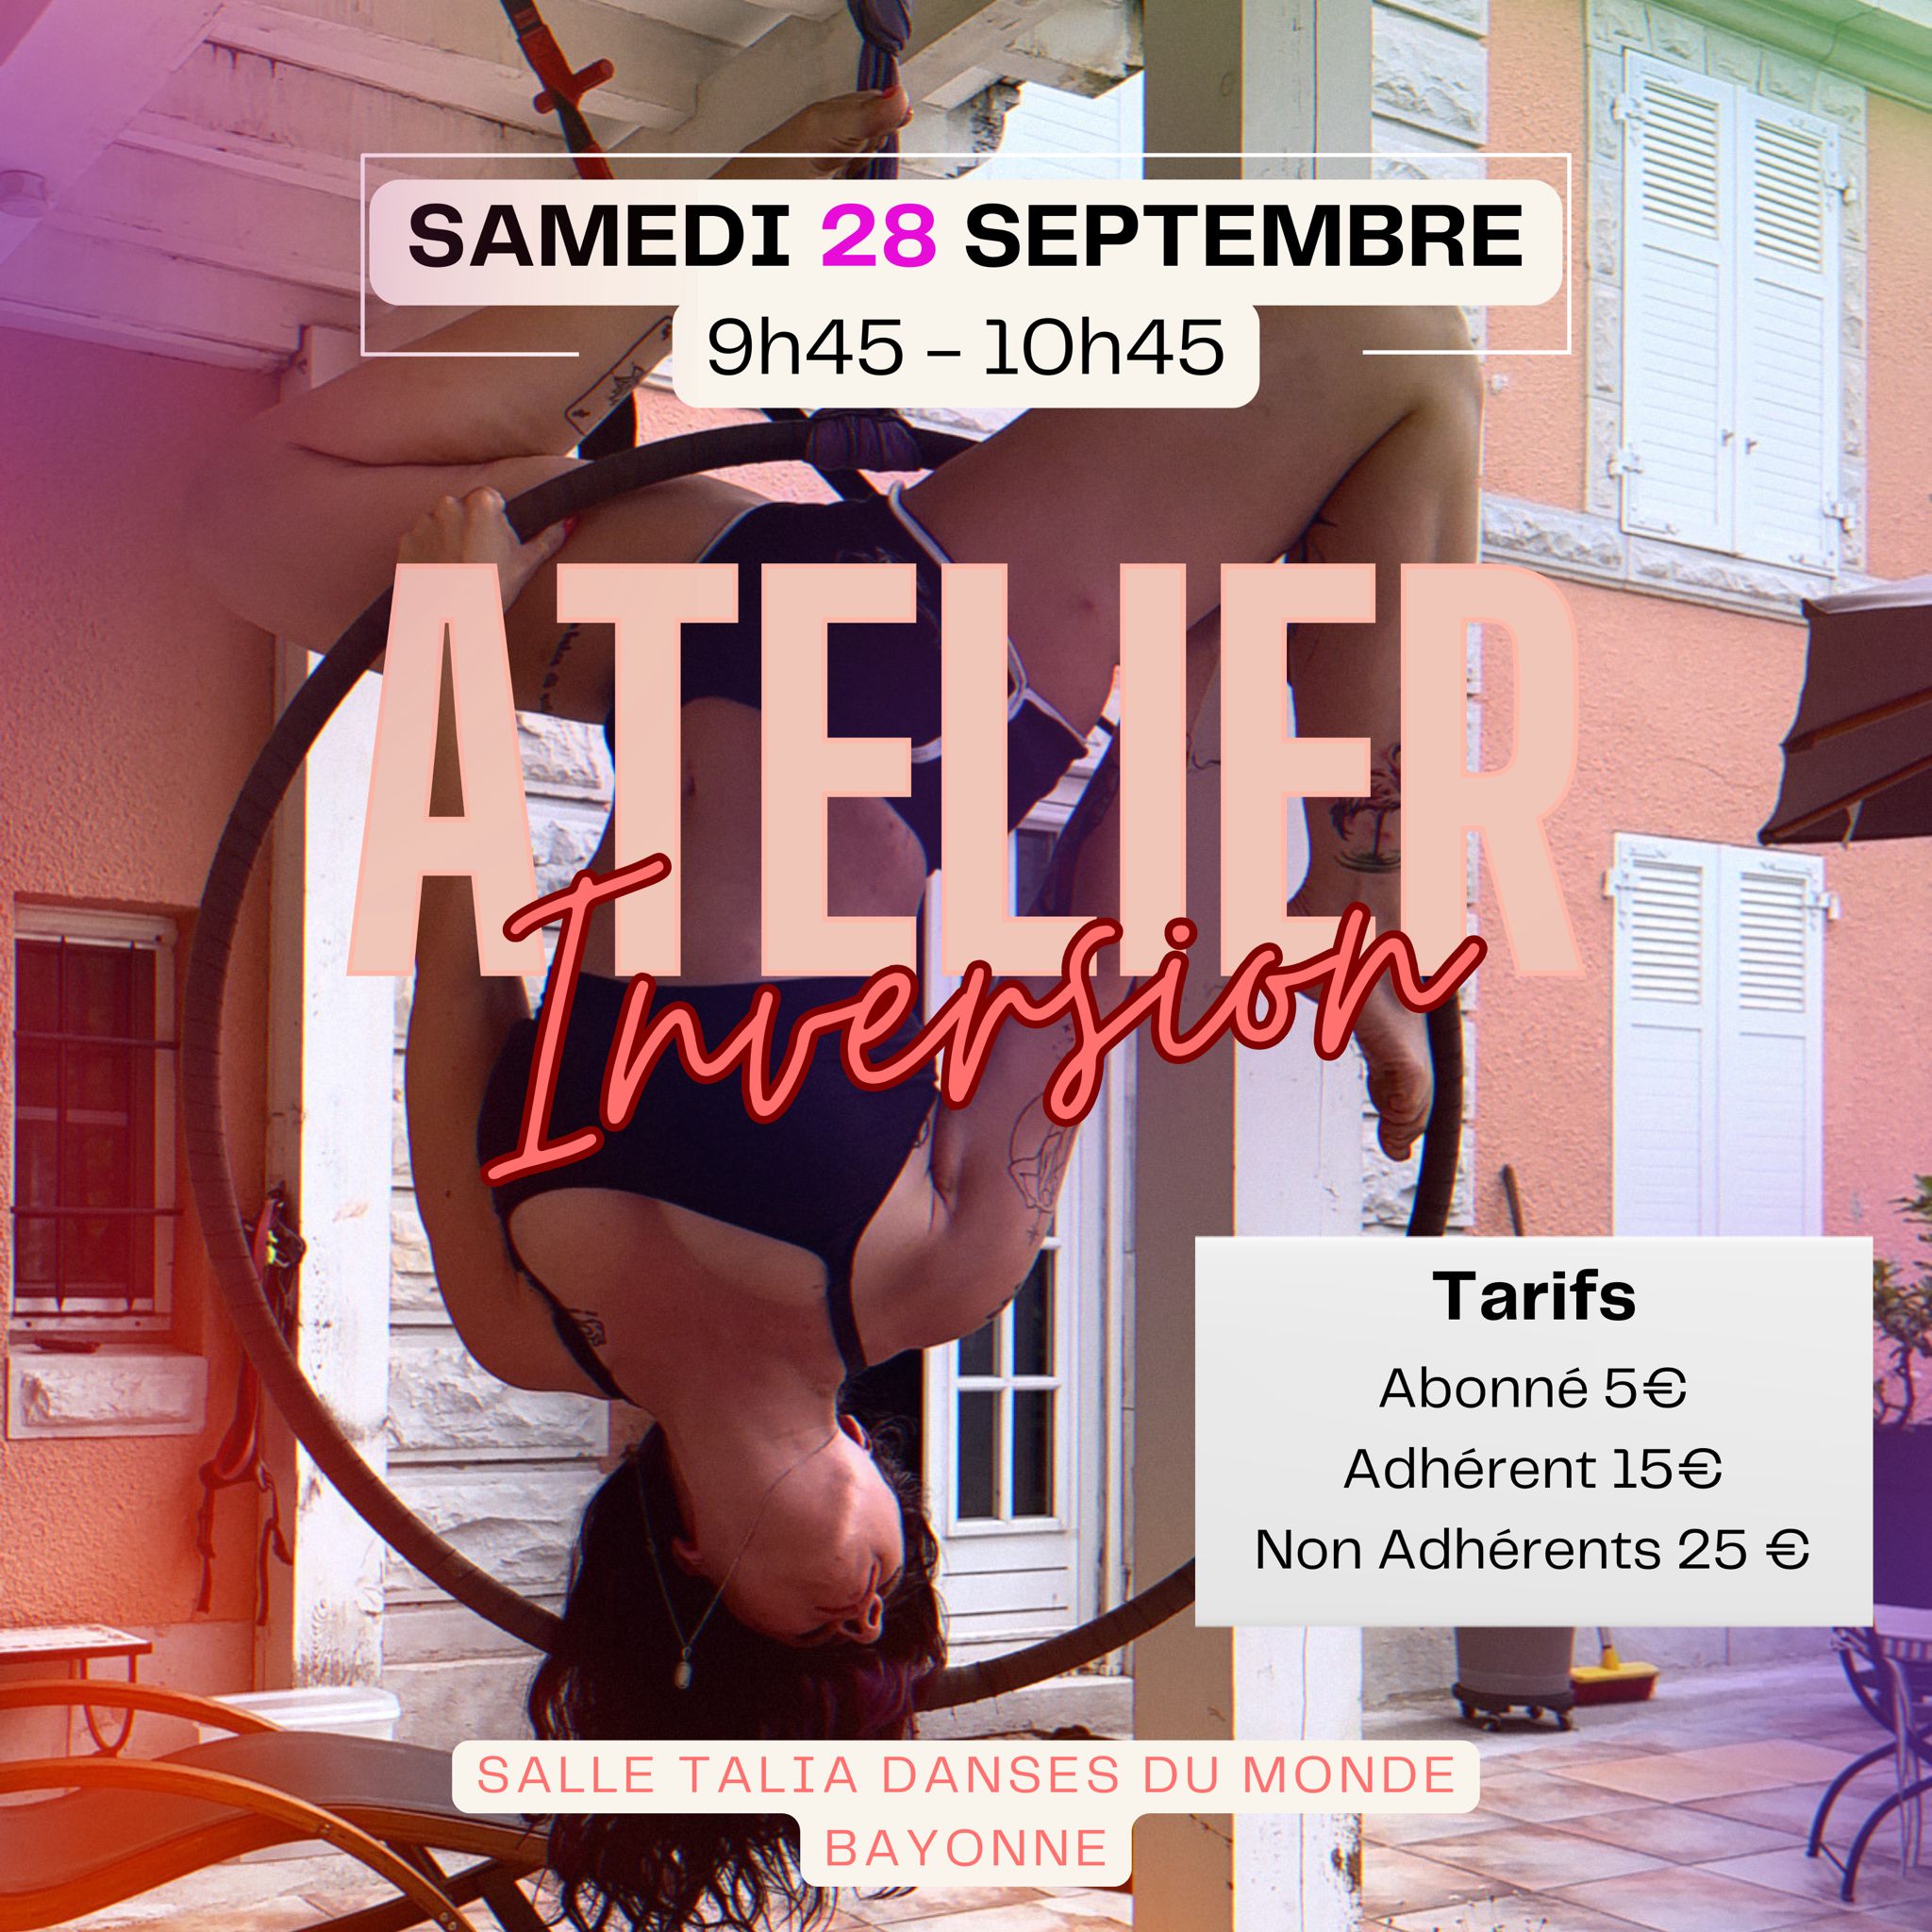 SAMEDI 28 SEPTEMBRE
9h45 - 10h45
ATELIER
Inversion
Tarifs
Abonné 5€
Adhérent 15€
Non Adhérents 25 €
SALLE TALIA DANSES DU MONDE
BAYONNE